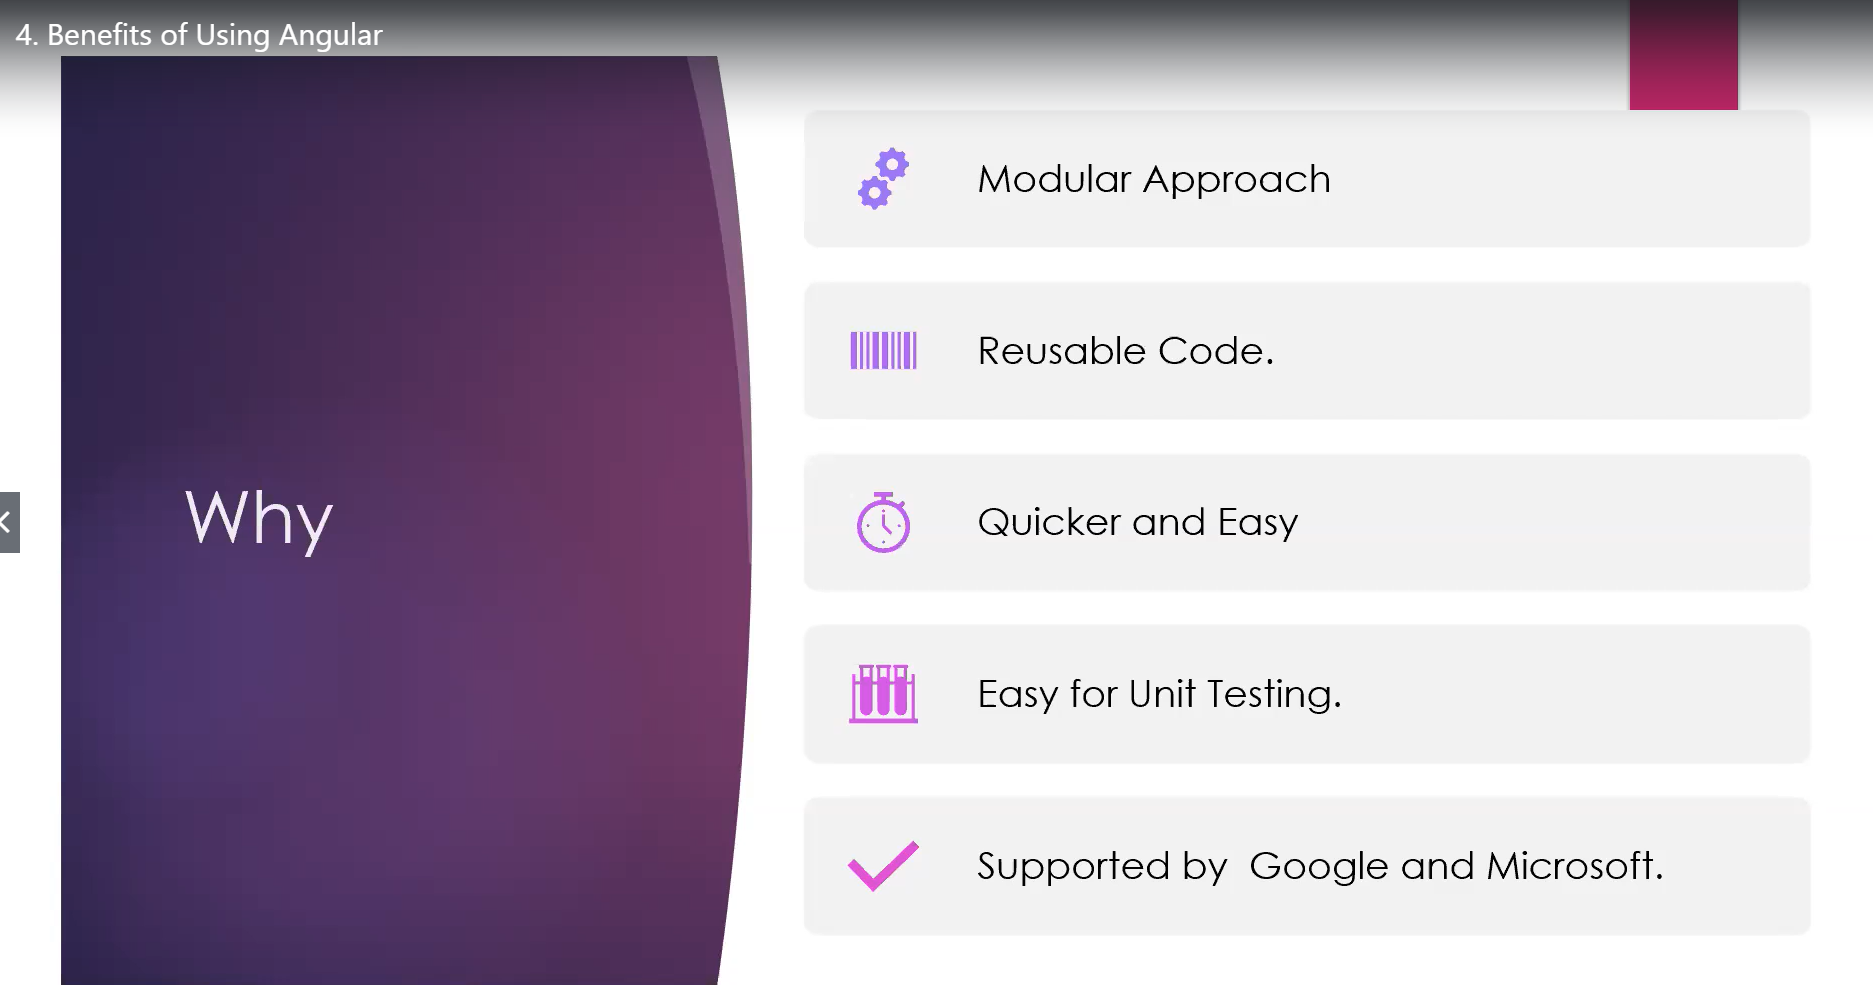 4. Benefits of Using Angular
Why
Modular Approach
Reusable Code.
Quicker and Easy
Easy for Unit Testing.
Supported by  Google and Microsoft.